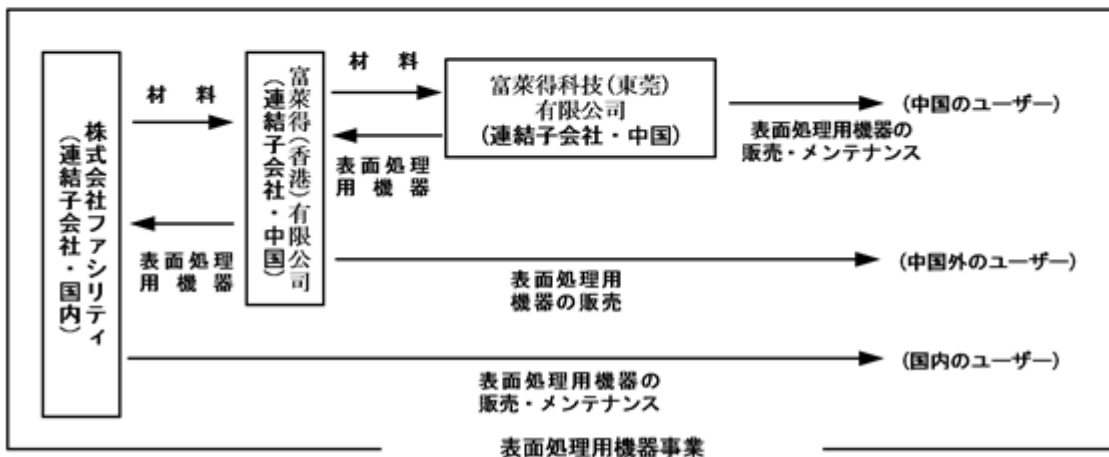 株式会社ファシリティ
(連結子会社・国内)
材料
表面処理
用機器
富萊得(香港)有限公司
(連結子会社・中国)
材料
表面処理
用機器
富萊得科技(東莞)
有限公司
(連結子会社・中国)
(中国のユーザー)
表面処理用機器の
販売・メンテナンス
(中国外のユーザー)
表面処理用
機器の販売
(国内のユーザー)
表面処理用機器の
販売・メンテナンス
表面処理用機器事業